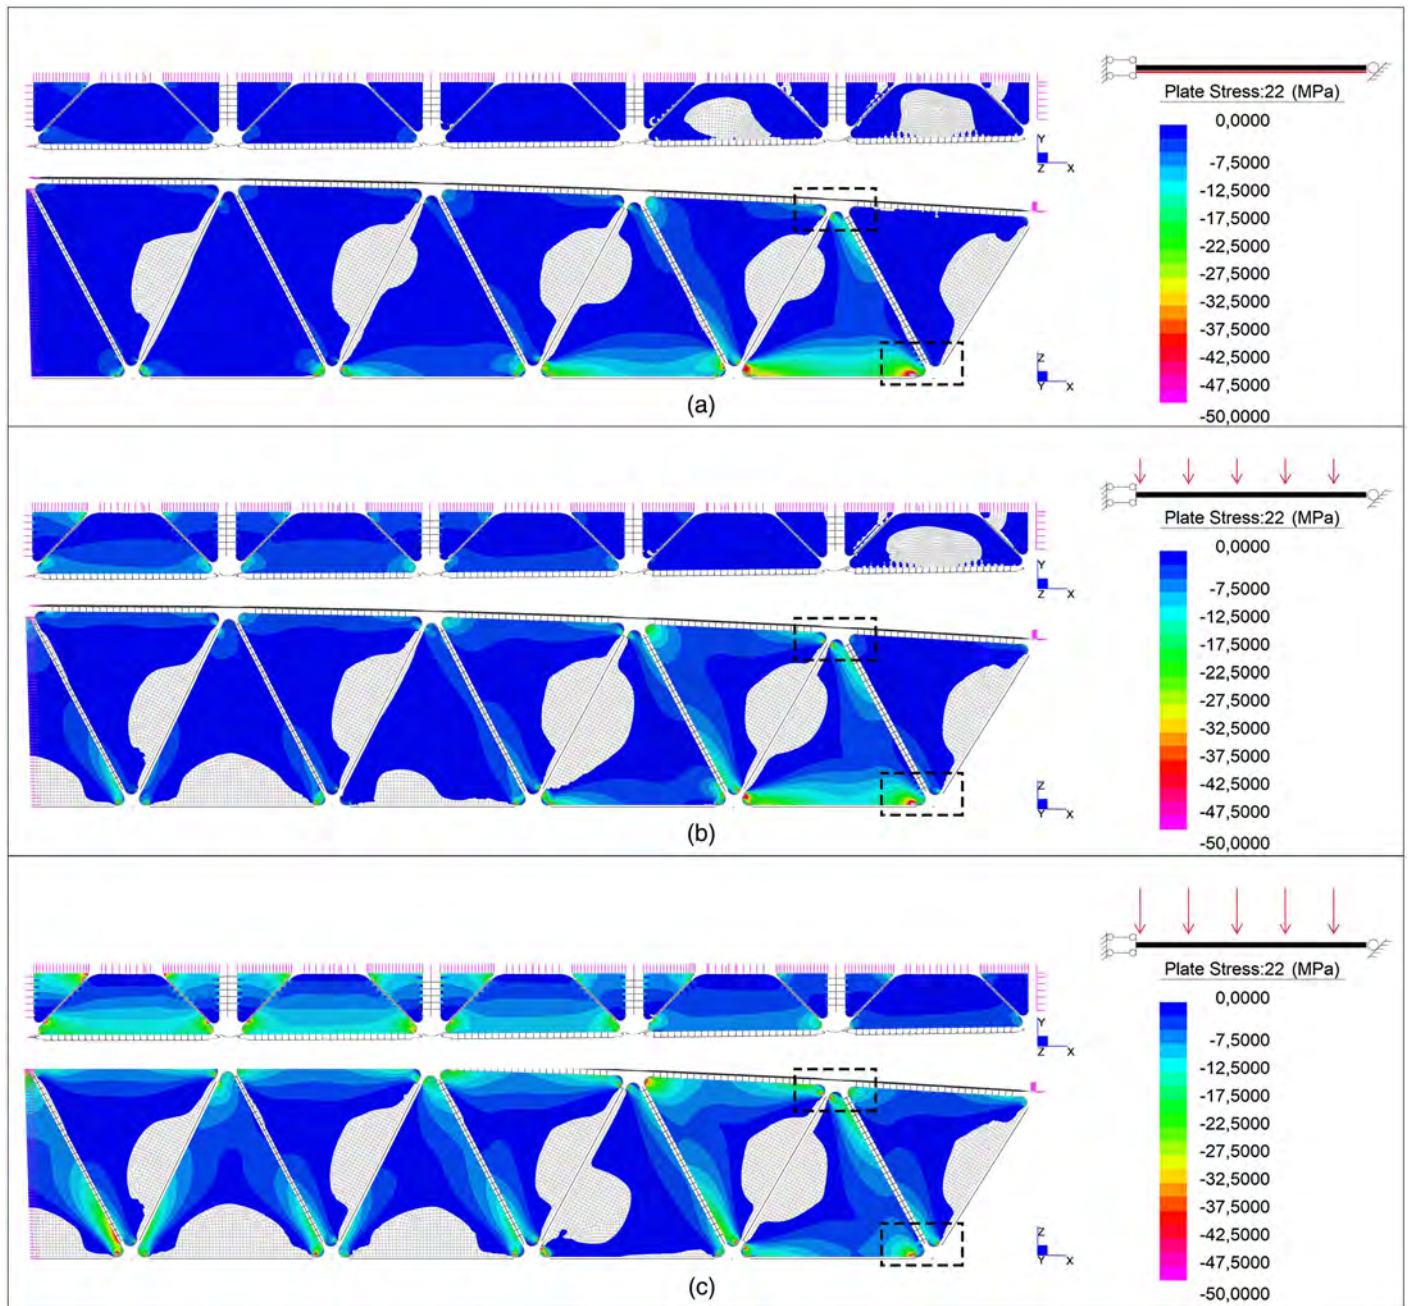 Plate Stress:22 (MPa)
0,0000
-7,5000
-12,5000
-17,5000
-22,5000
-27,5000
-32,5000
-37,5000
-42,5000
-47,5000
-50,0000
Y
Z X
Z
Y X
(a)
Plate Stress:22 (MPa)
0,0000
-7,5000
-12,5000
-17,5000
-22,5000
-27,5000
-32,5000
-37,5000
-42,5000
-47,5000
-50,0000
Y
Z X
Z
Y X
(b)
Plate Stress:22 (MPa)
0,0000
-7,5000
-12,5000
-17,5000
-22,5000
-27,5000
-32,5000
-37,5000
-42,5000
-47,5000
-50,0000
Y
Z X
Z
Y X
(c)